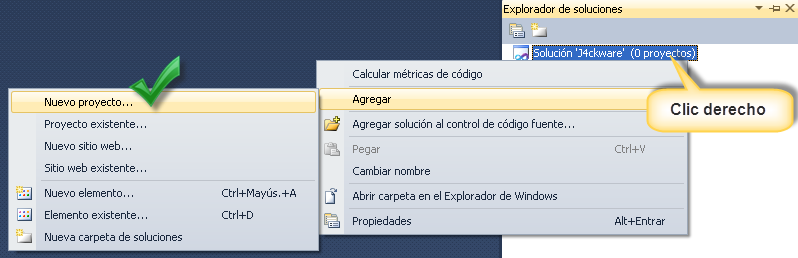 Explorador de soluciones
Solución 'J4ckware' (0 proyectos)
Clic derecho
Calcular métricas de código
Agregar
Agregar solución al control de código fuente...
Pegar Ctrl+V
Cambiar nombre
Abrir carpeta en el Explorador de Windows
Propiedades Alt+Entrar
Nuevo proyecto...
Proyecto existente...
Nuevo sitio web...
Sitio web existente...
Nuevo elemento... Ctrl+Mayús.+A
Elemento existente... Ctrl+D
Nueva carpeta de soluciones